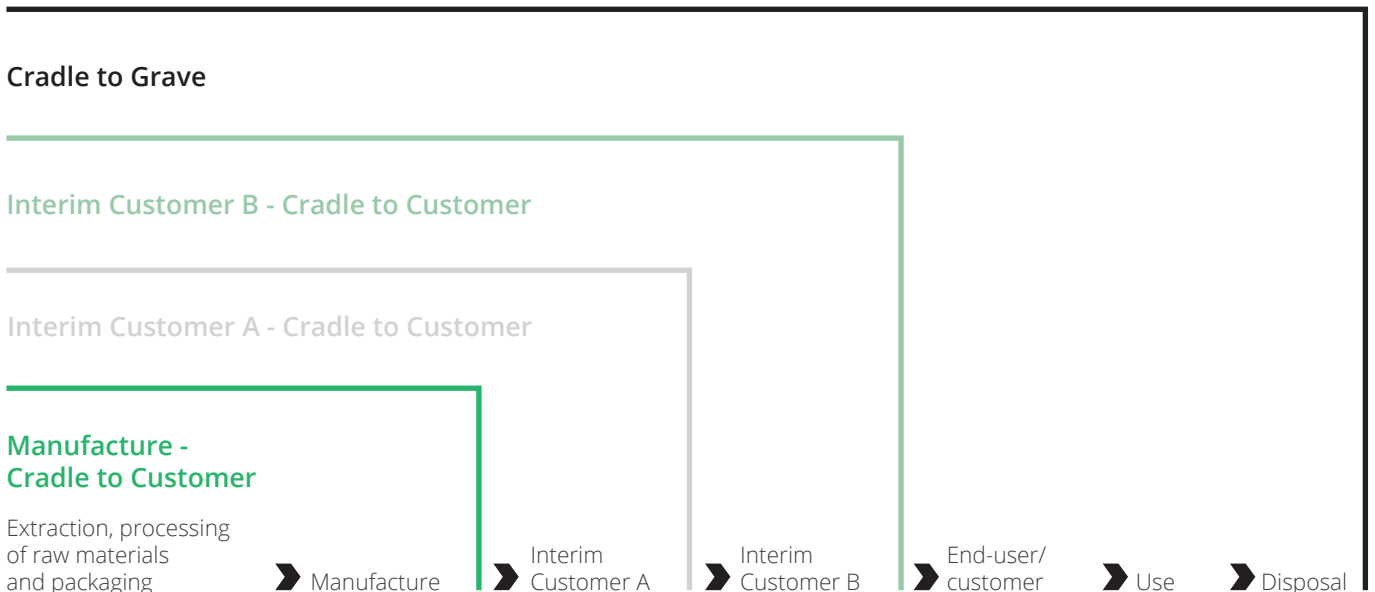 Cradle to Grave
Interim Customer B - Cradle to Customer
Interim Customer A - Cradle to Customer
Manufacture -
Cradle to Customer
Extraction, processing
of raw materials
and packaging
Manufacture
Interim
Customer A
Interim
Customer B
End-user/
customer
Use
Disposal